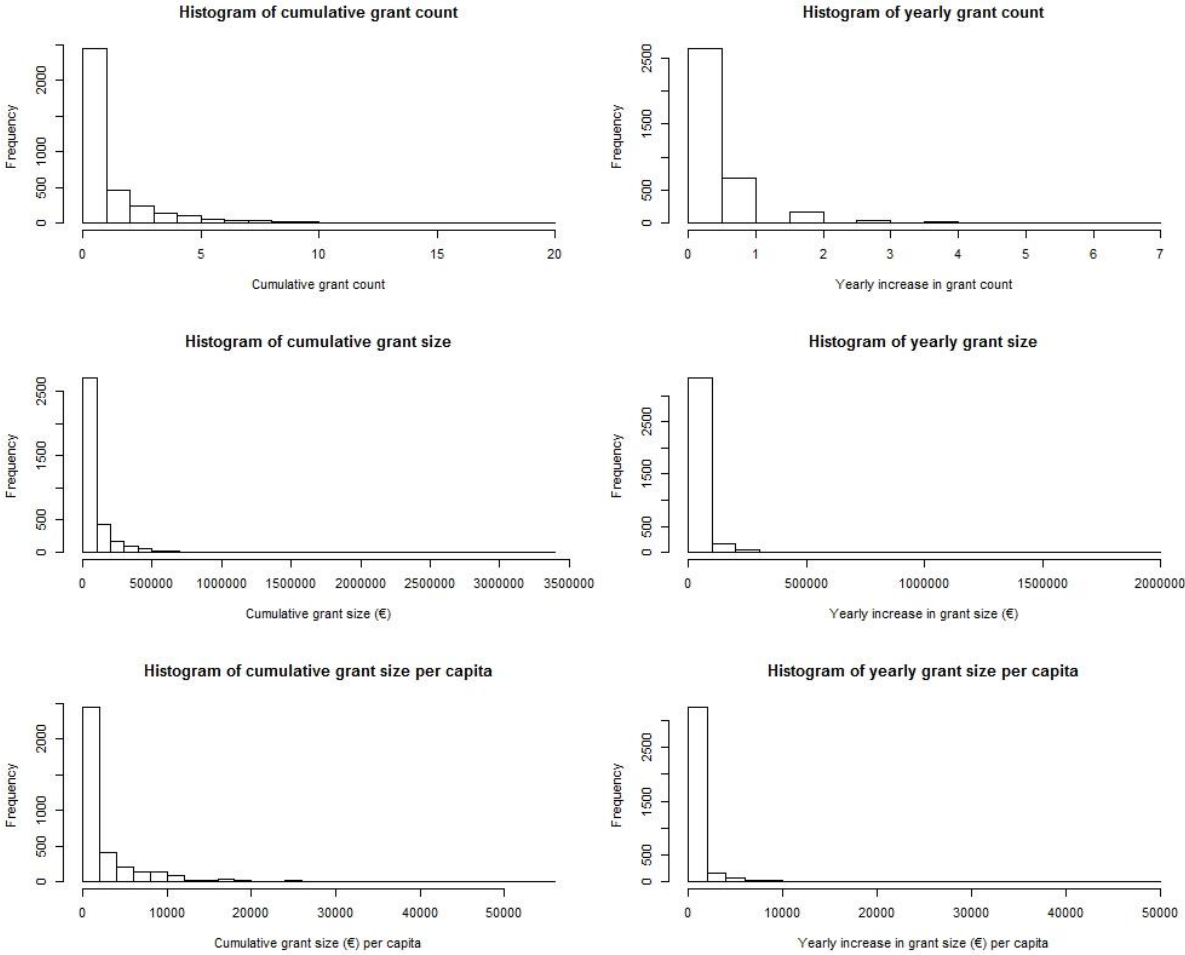 Histogram of cumulative grant count
Frequency
0 500 1000 2000
0 5 10 15 20
Cumulative grant count
Histogram of yearly grant count
Frequency
0 500 1500 2500
0 1 2 3 4 5 6 7
Yearly increase in grant count
Histogram of cumulative grant size
Frequency
0 500 1500 2500
0 500000 1000000 1500000 2000000 2500000 3000000 3500000
Cumulative grant size (€)
Histogram of yearly grant size
Frequency
0 500 1500 2500
0 500000 1000000 1500000 2000000
Yearly increase in grant size (€)
Histogram of cumulative grant size per capita
Frequency
0 500 1000 2000
0 10000 20000 30000 40000 50000
Cumulative grant size (€) per capita
Histogram of yearly grant size per capita
Frequency
0 500 1500 2500
0 10000 20000 30000 40000 50000
Yearly increase in grant size (€) per capita